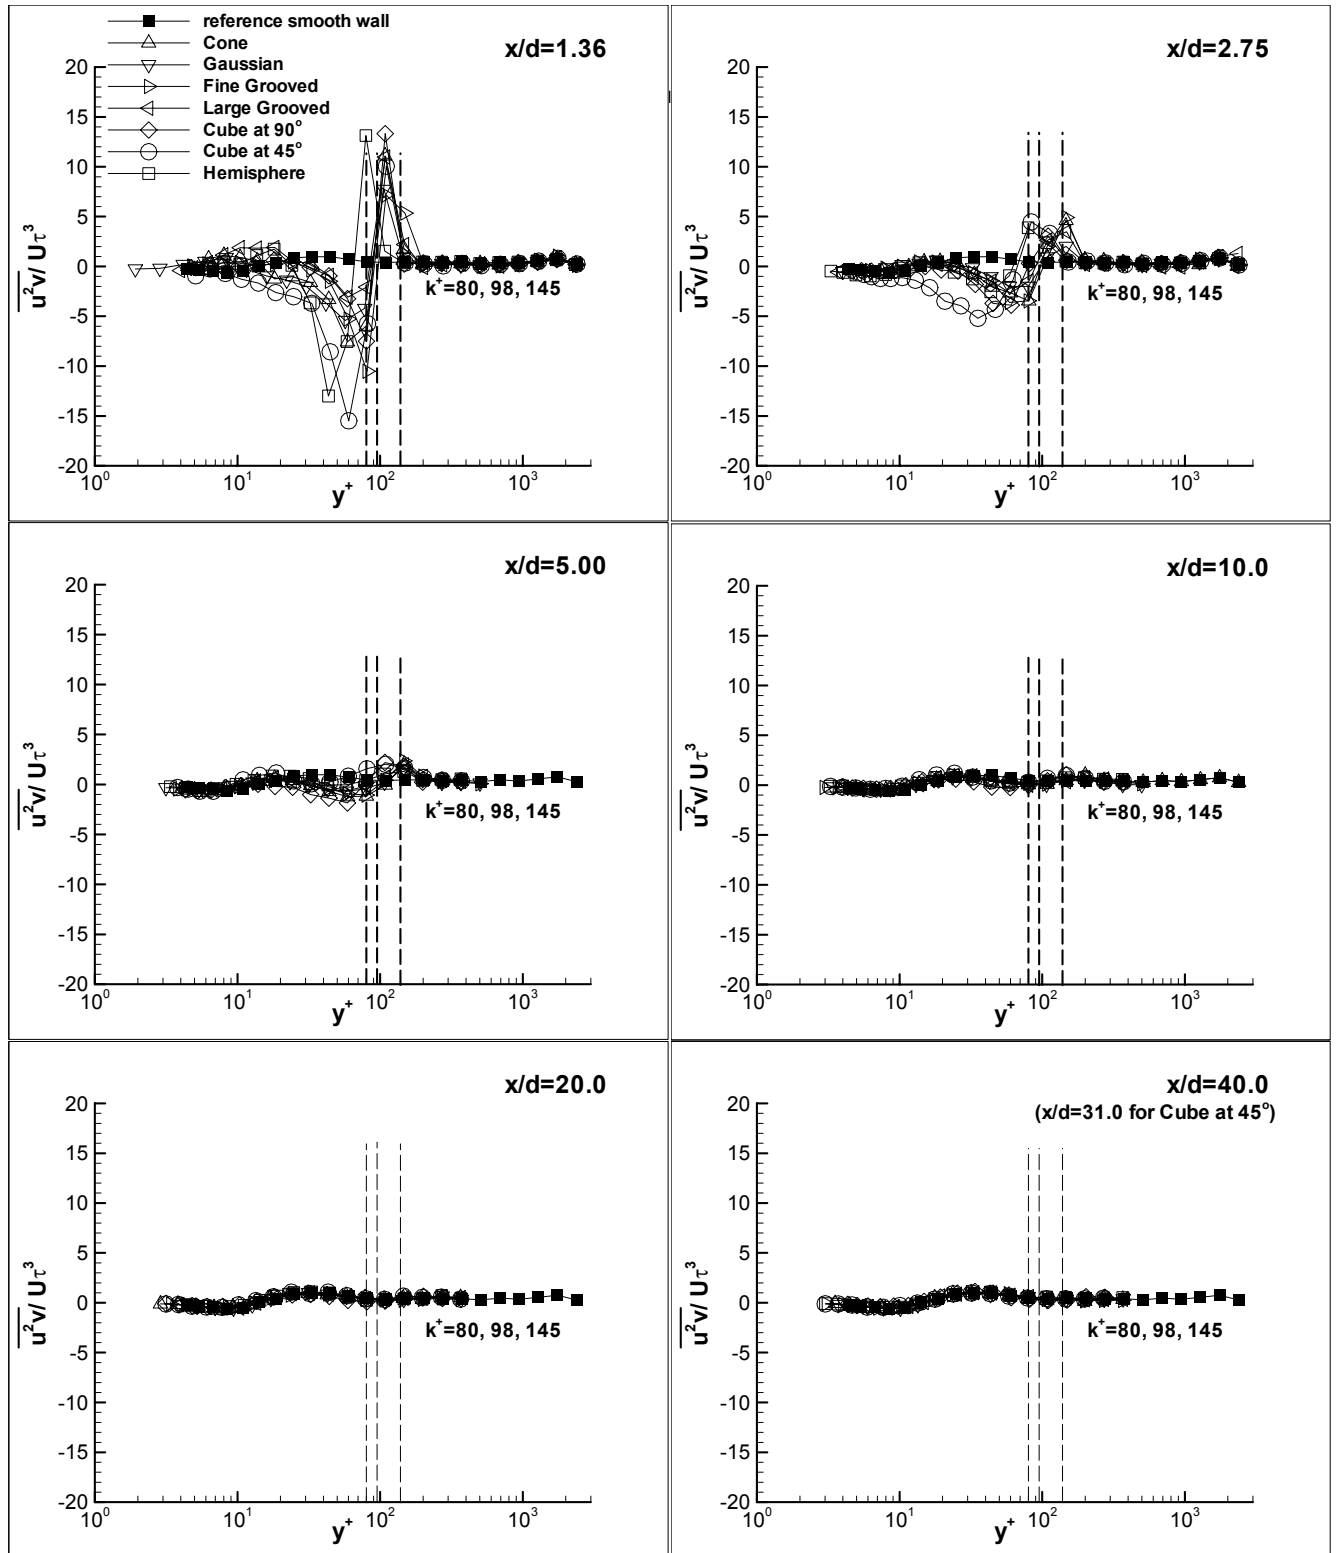 reference smooth wall
Cone
Gaussian
Fine Grooved
Large Grooved
Cube at 90°
Cube at 45°
Hemisphere
x/d=1.36
20
15
10
5
0
-5
-10
-15
-20
u²v/ Uτ³
k⁺=80, 98, 145
10⁰ 10¹ 10² 10³
y⁺
x/d=2.75
20
15
10
5
0
-5
-10
-15
-20
u²v/ Uτ³
k⁺=80, 98, 145
10⁰ 10¹ 10² 10³
y⁺
x/d=5.00
20
15
10
5
0
-5
-10
-15
-20
u²v/ Uτ³
k⁺=80, 98, 145
10⁰ 10¹ 10² 10³
y⁺
x/d=10.0
20
15
10
5
0
-5
-10
-15
-20
u²v/ Uτ³
k⁺=80, 98, 145
10⁰ 10¹ 10² 10³
y⁺
x/d=20.0
20
15
10
5
0
-5
-10
-15
-20
u²v/ Uτ³
k⁺=80, 98, 145
10⁰ 10¹ 10² 10³
y⁺
x/d=40.0
(x/d=31.0 for Cube at 45°)
20
15
10
5
0
-5
-10
-15
-20
u²v/ Uτ³
k⁺=80, 98, 145
10⁰ 10¹ 10² 10³
y⁺